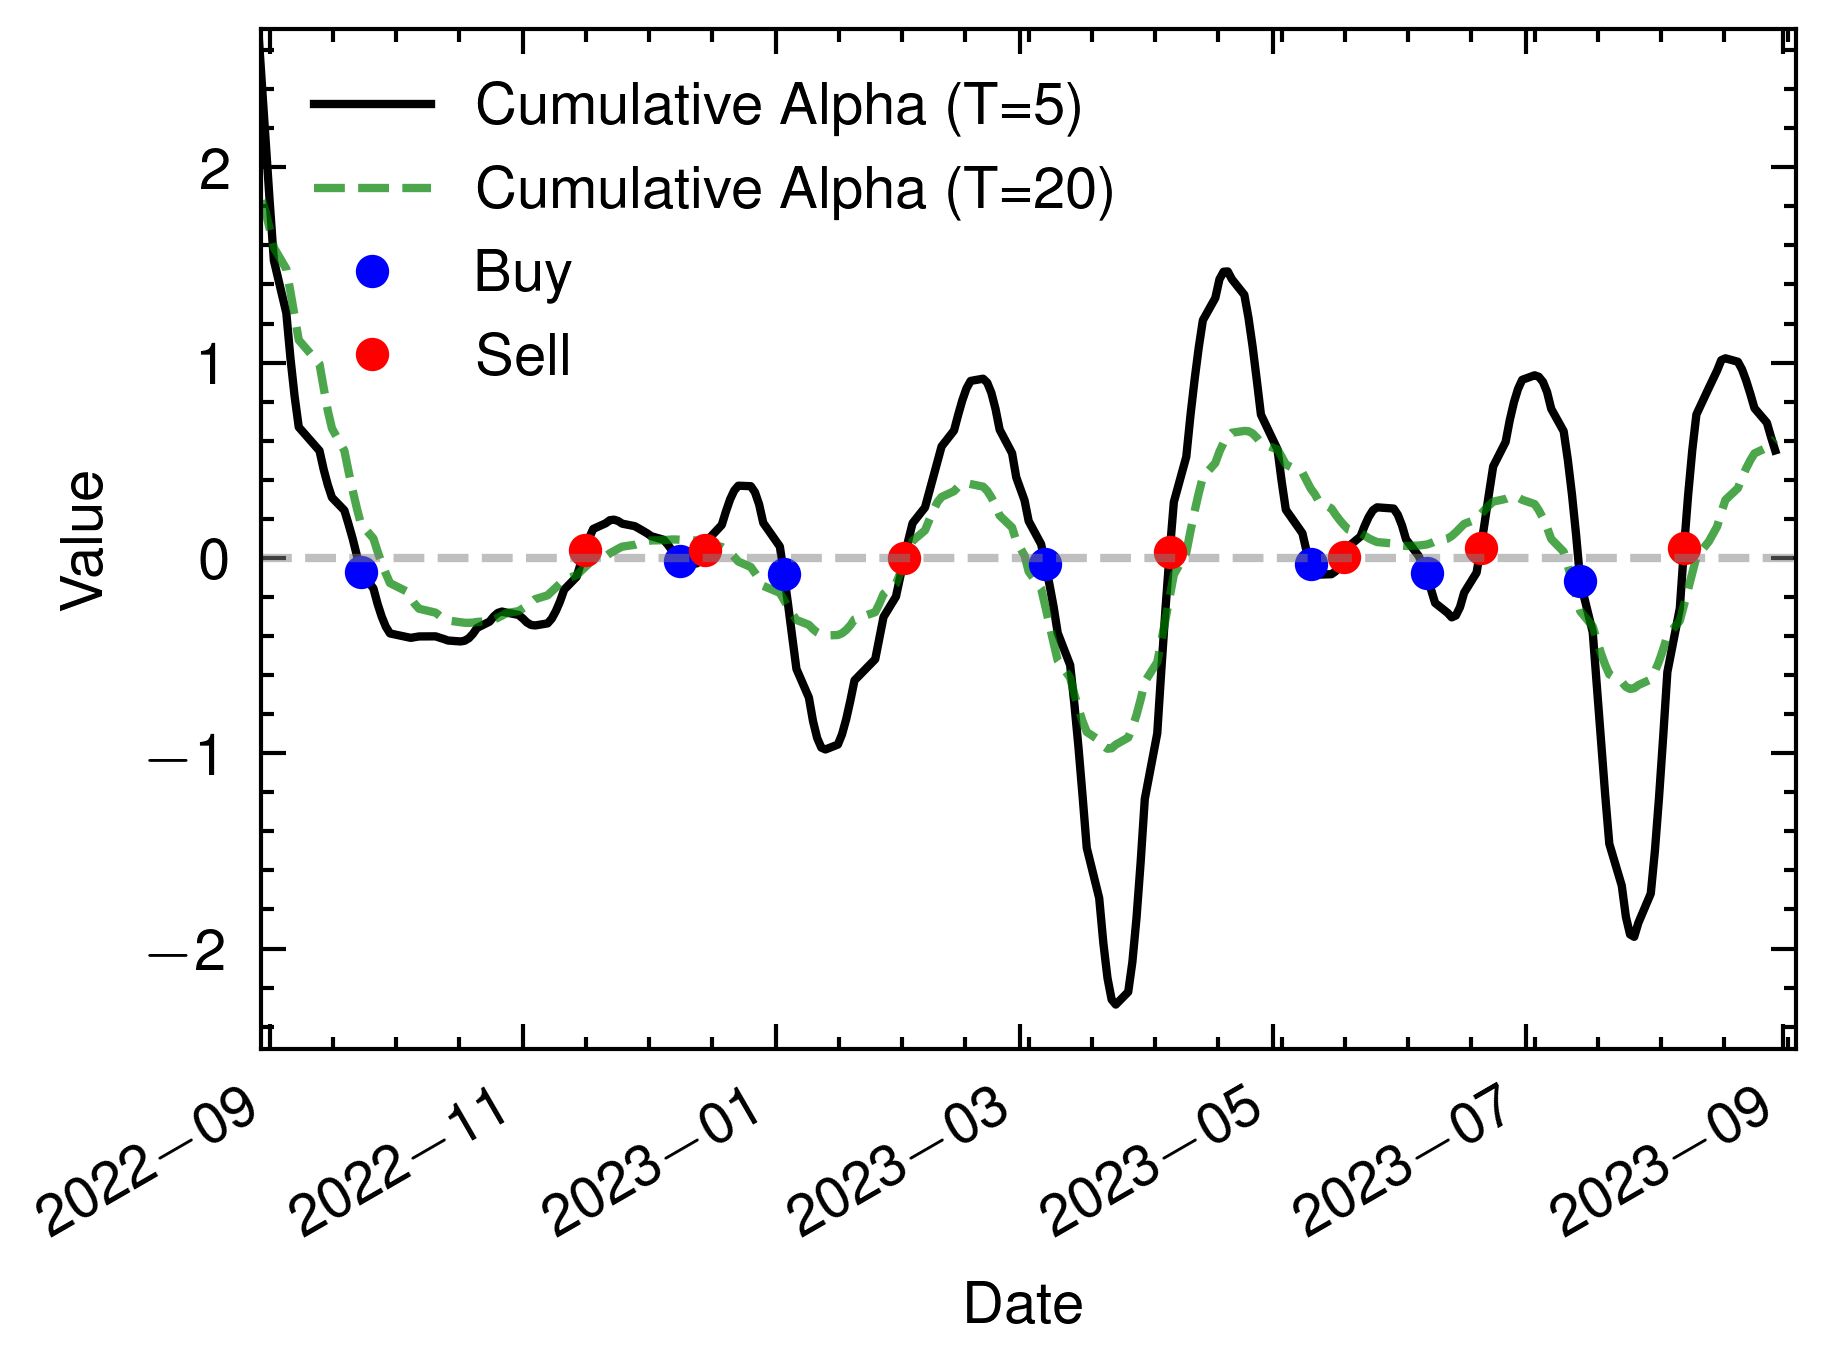 Cumulative Alpha (T=5)
Cumulative Alpha (T=20)
Buy
Sell
Value
2
1
0
−1
−2
2022−09
2022−11
2023−01
2023−03
2023−05
2023−07
2023−09
Date